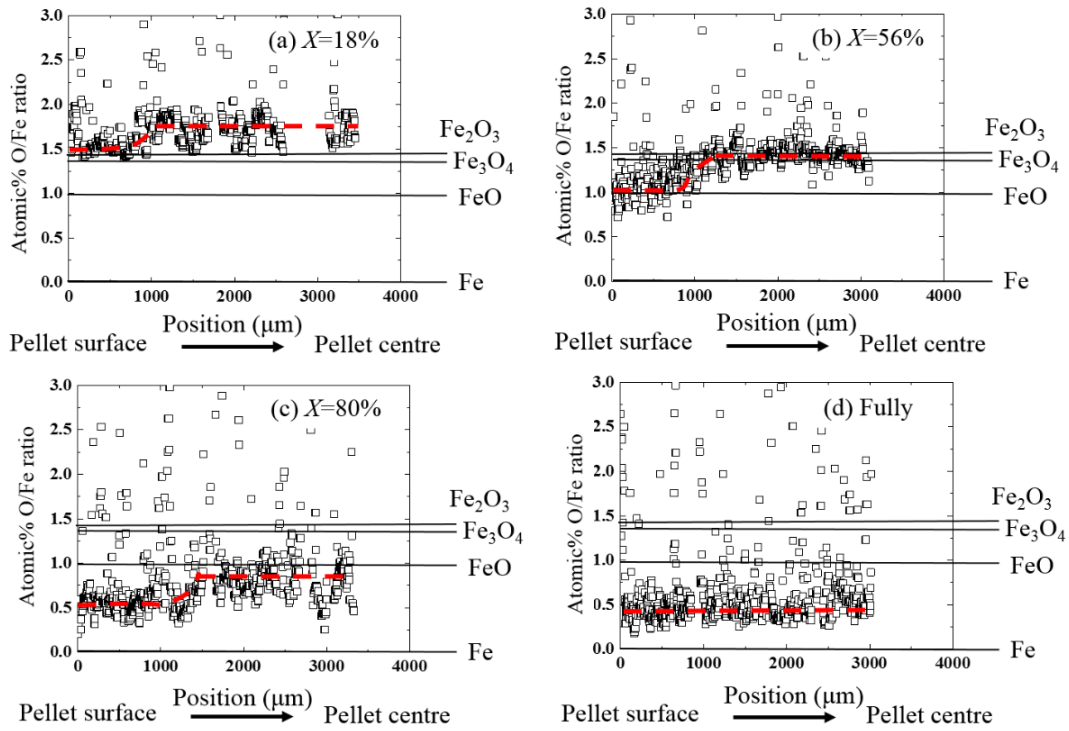 (a) X=18%
Atomic% O/Fe ratio
3.0
2.5
2.0
1.5
1.0
0.5
0.0
Fe₂O₃
Fe₃O₄
FeO
Fe
0 1000 2000 3000 4000
Position (μm)
Pellet surface Pellet centre
(b) X=56%
Atomic% O/Fe ratio
3.0
2.5
2.0
1.5
1.0
0.5
0.0
Fe₂O₃
Fe₃O₄
FeO
Fe
0 1000 2000 3000 4000
Position (μm)
Pellet surface Pellet centre
(c) X=80%
Atomic% O/Fe ratio
3.0
2.5
2.0
1.5
1.0
0.5
0.0
Fe₂O₃
Fe₃O₄
FeO
Fe
0 1000 2000 3000 4000
Position (μm)
Pellet surface Pellet centre
(d) Fully
Atomic% O/Fe ratio
3.0
2.5
2.0
1.5
1.0
0.5
0.0
Fe₂O₃
Fe₃O₄
FeO
Fe
0 1000 2000 3000 4000
Position (μm)
Pellet surface Pellet centre